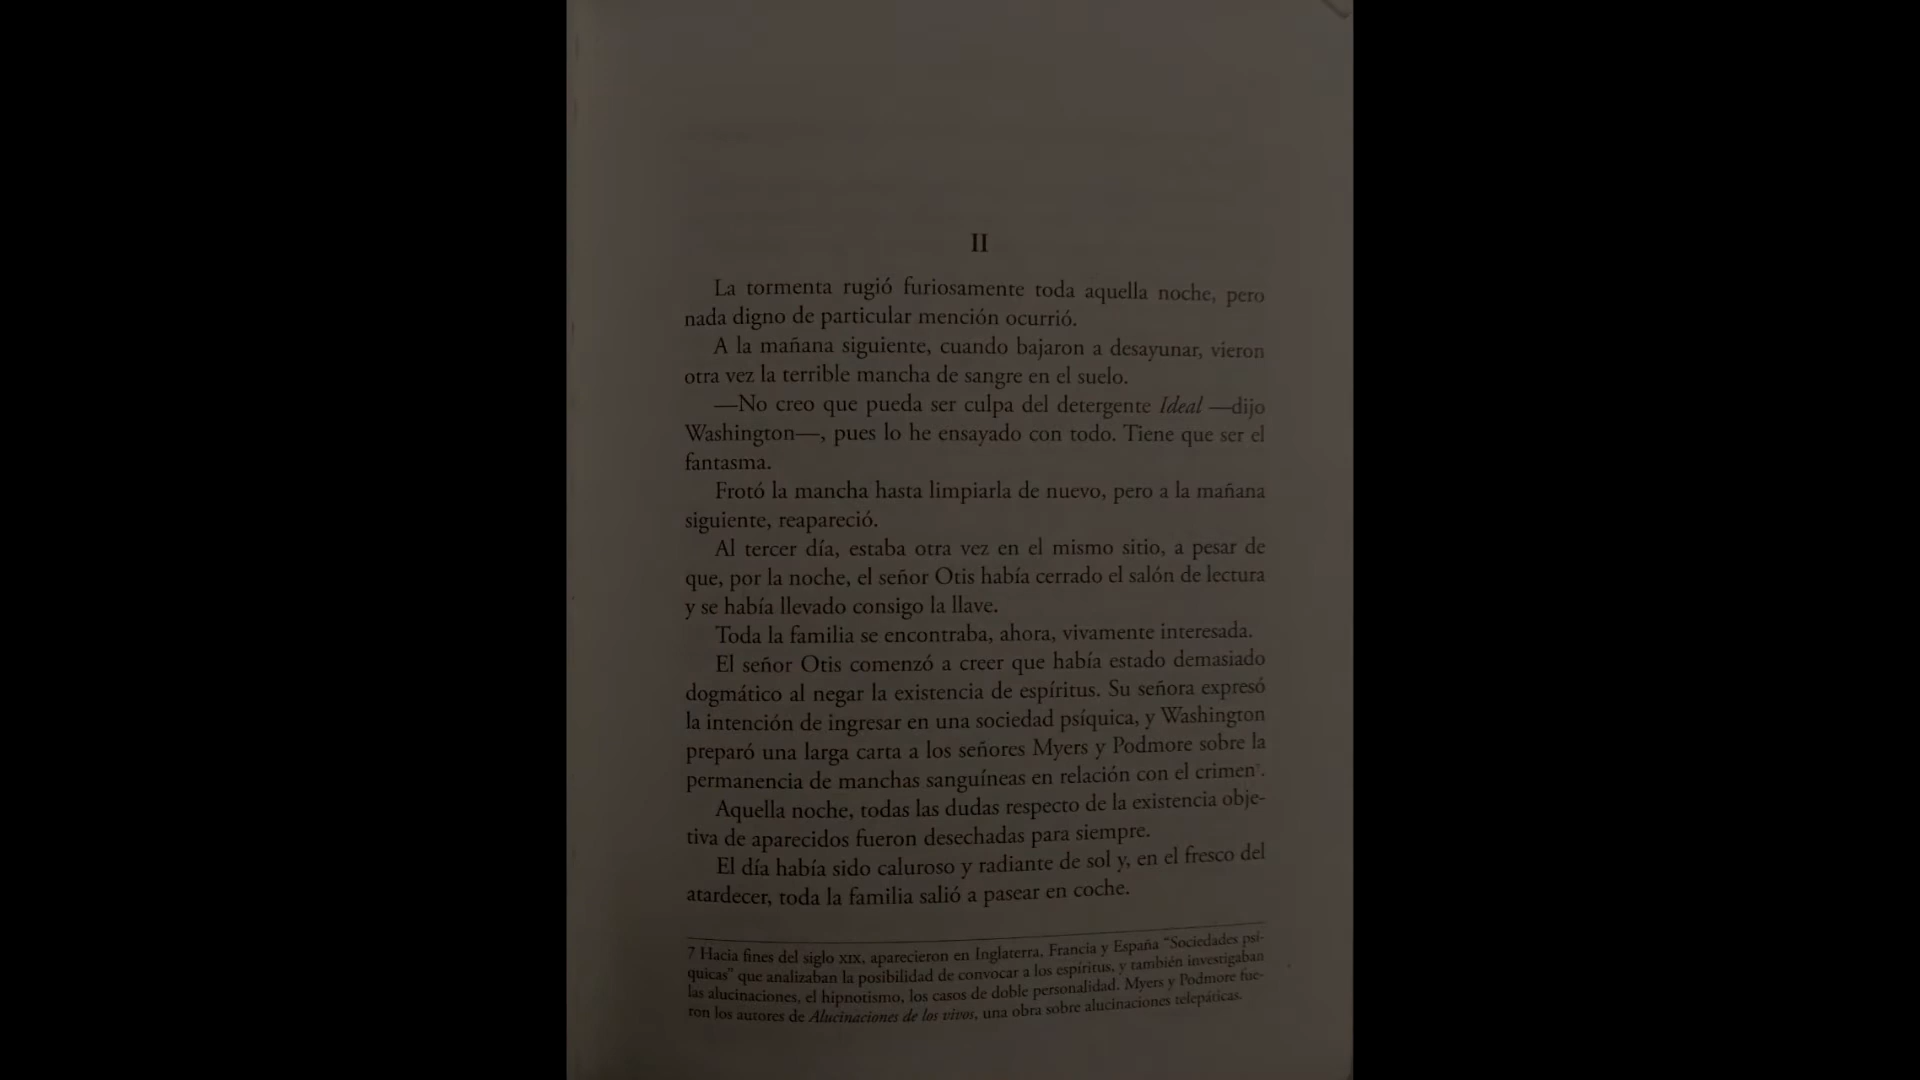 II
La tormenta rugió furiosamente toda aquella noche, pero
nada digno de particular mención ocurrió.
A la mañana siguiente, cuando bajaron a desayunar, vieron
otra vez la terrible mancha de sangre en el suelo.
—No creo que pueda ser culpa del detergente Ideal —dijo
Washington—, pues lo he ensayado con todo. Tiene que ser el
fantasma.
Frotó la mancha hasta limpiarla de nuevo, pero a la mañana
siguiente, reapareció.
Al tercer día, estaba otra vez en el mismo sitio, a pesar de
que, por la noche, el señor Otis había cerrado el salón de lectura
y se había llevado consigo la llave.
Toda la familia se encontraba, ahora, vivamente interesada.
El señor Otis comenzó a creer que había estado demasiado
dogmático al negar la existencia de espíritus. Su señora expresó
la intención de ingresar en una sociedad psíquica, y Washington
preparó una larga carta a los señores Myers y Podmore sobre la
permanencia de manchas sanguíneas en relación con el crimen⁷.
Aquella noche, todas las dudas respecto de la existencia obje-
tiva de aparecidos fueron desechadas para siempre.
El día había sido caluroso y radiante de sol y, en el fresco del
atardecer, toda la familia salió a pasear en coche.
7 Hacia fines del siglo XIX, aparecieron en Inglaterra, Francia y España “Sociedades psí-
quicas” que analizaban la posibilidad de convocar a los espíritus, y también investigaban
las alucinaciones, el hipnotismo, los casos de doble personalidad. Myers y Podmore fue-
ron los autores de Alucinaciones de los vivos, una obra sobre alucinaciones telepáticas.